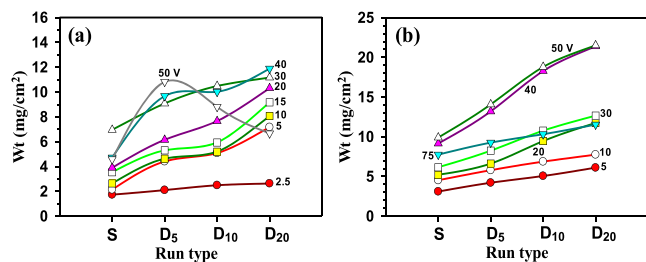 (a)
Wt (mg/cm²)
16
14
12
10
8
6
4
2
0
50 V
40
30
20
15
10
5
2.5
S D₅ D₁₀ D₂₀
Run type
(b)
Wt (mg/cm²)
25
20
15
10
5
0
50 V
40
30
75
20
10
5
S D₅ D₁₀ D₂₀
Run type